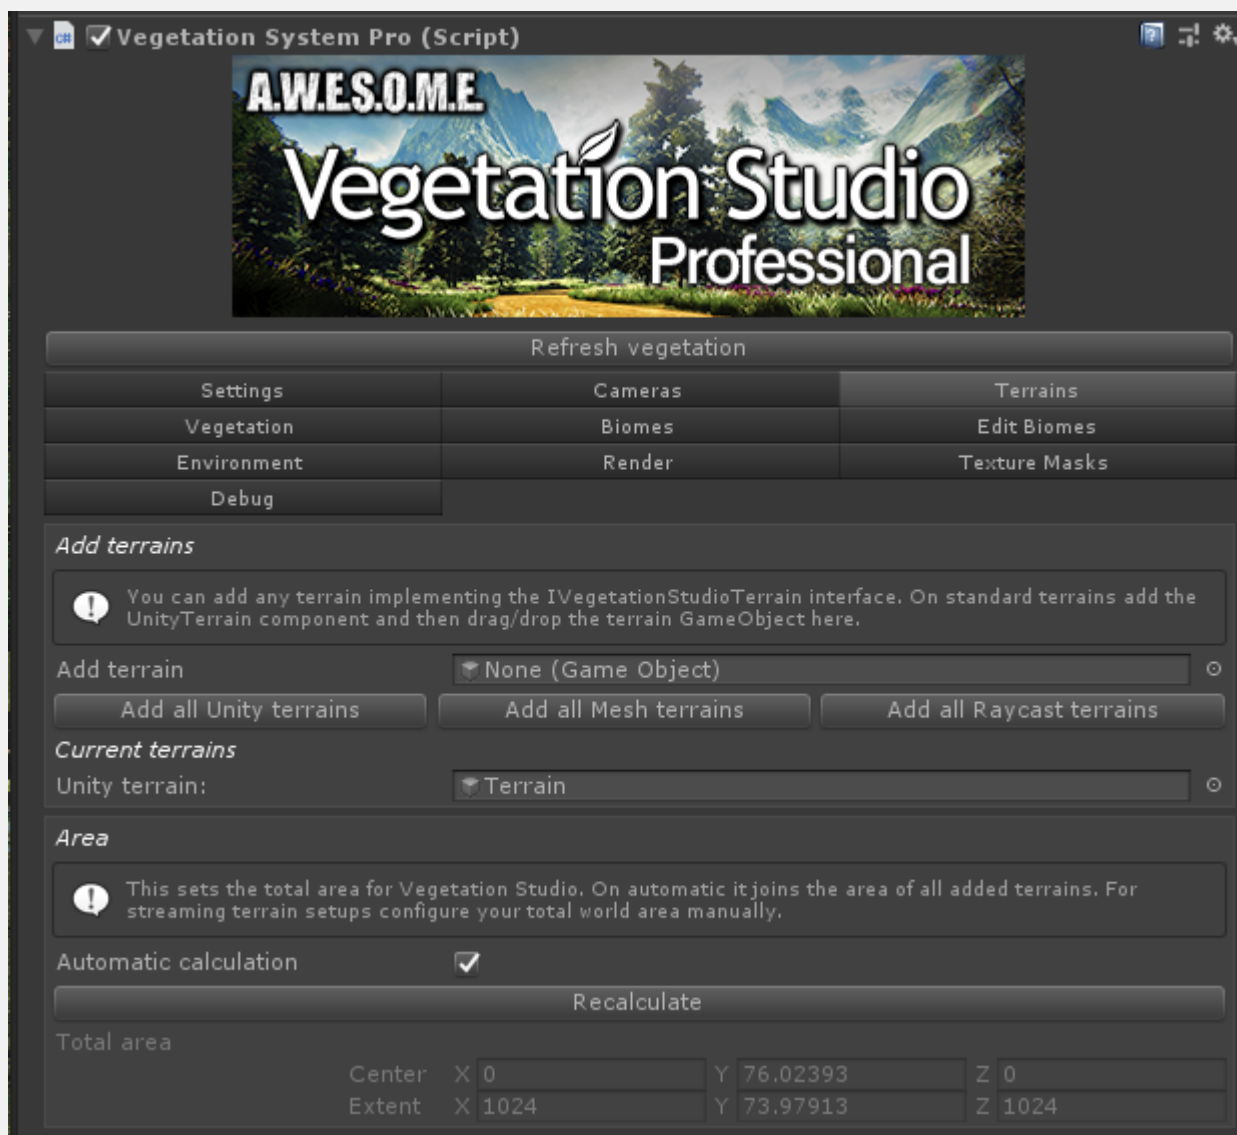 Vegetation System Pro (Script)
A.W.E.S.O.M.E.
Vegetation Studio
Professional
Refresh vegetation
Settings Cameras Terrains
Vegetation Biomes Edit Biomes
Environment Render Texture Masks
Debug
Add terrains
You can add any terrain implementing the IVegetationStudioTerrain interface. On standard terrains add the
UnityTerrain component and then drag/drop the terrain GameObject here.
Add terrain None (Game Object)
Add all Unity terrains Add all Mesh terrains Add all Raycast terrains
Current terrains
Unity terrain: Terrain
Area
This sets the total area for Vegetation Studio. On automatic it joins the area of all added terrains. For
streaming terrain setups configure your total world area manually.
Automatic calculation
Recalculate
Total area
Center X 0 Y 76.02393 Z 0
Extent X 1024 Y 73.97913 Z 1024